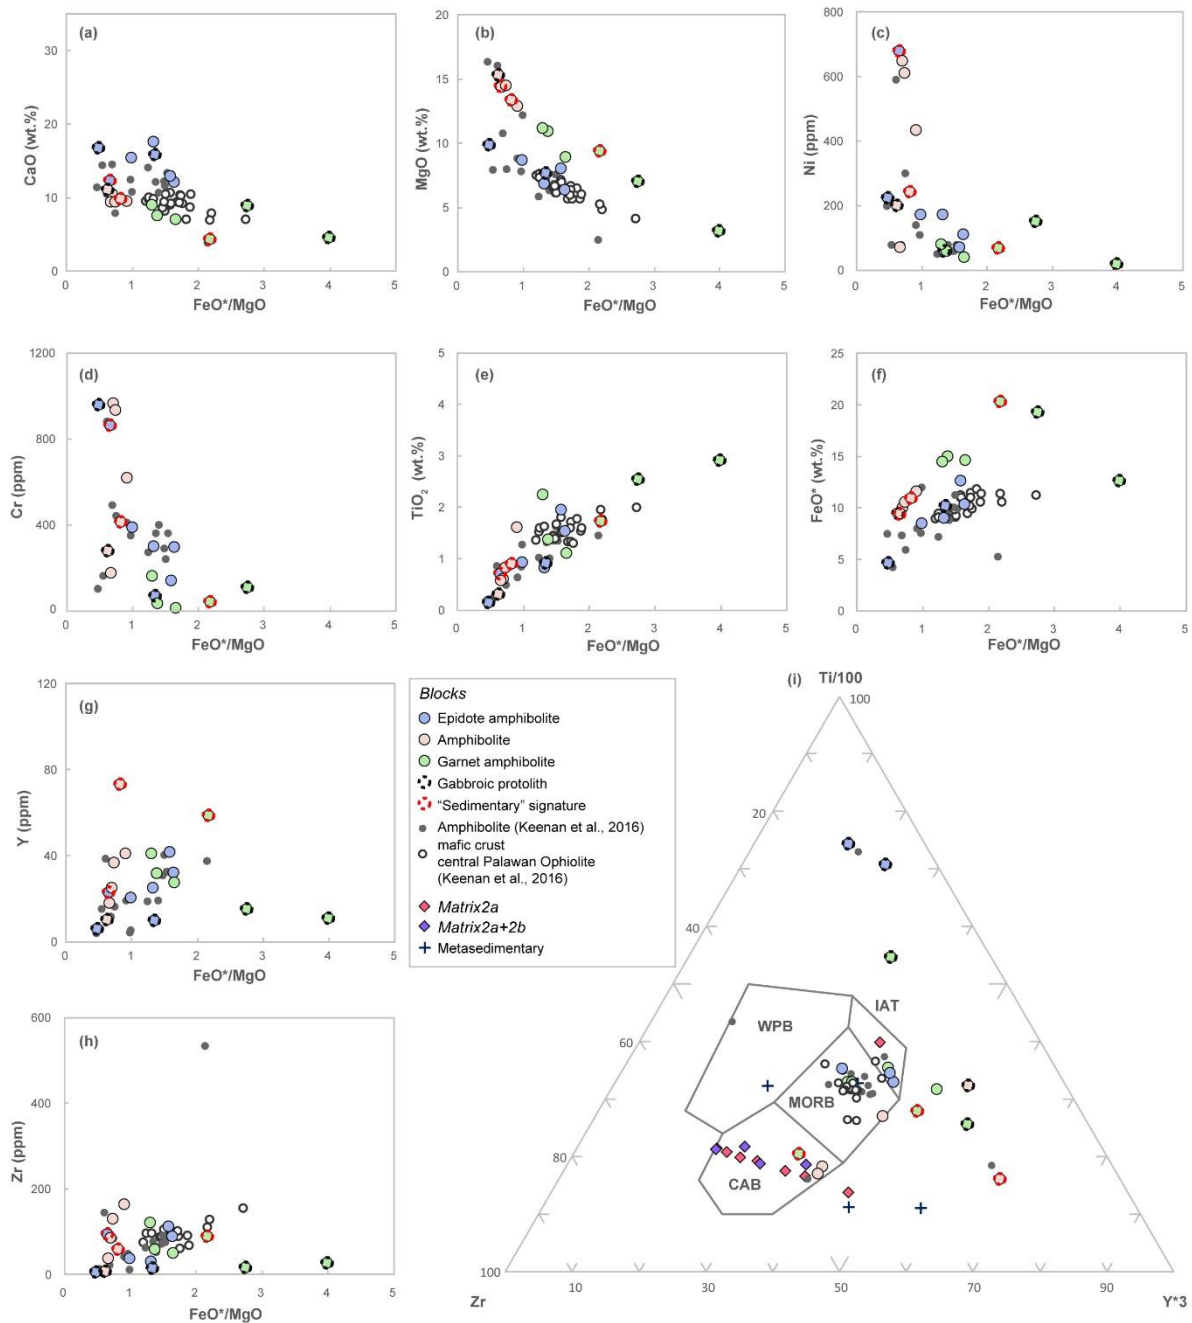 (a)
35
30
20
10
0
CaO (wt.%)
0 1 2 3 4 5
FeO*/MgO
(b)
20
15
10
5
0
MgO (wt.%)
0 1 2 3 4 5
FeO*/MgO
(c)
800
600
400
200
0
Ni (ppm)
0 1 2 3 4 5
FeO*/MgO
(d)
1200
800
400
0
Cr (ppm)
0 1 2 3 4 5
FeO*/MgO
(e)
5
4
3
2
1
0
TiO2 (wt.%)
0 1 2 3 4 5
FeO*/MgO
(f)
25
20
15
10
5
0
FeO* (wt.%)
0 1 2 3 4 5
FeO*/MgO
(g)
120
80
40
0
Y (ppm)
0 1 2 3 4 5
FeO*/MgO
Blocks
Epidote amphibolite
Amphibolite
Garnet amphibolite
Gabbroic protolith
"Sedimentary" signature
Amphibolite (Keenan et al., 2016)
mafic crust
central Palawan Ophiolite
(Keenan et al., 2016)
Matrix2a
Matrix2a+2b
Metasedimentary
(h)
600
400
200
0
Zr (ppm)
0 1 2 3 4 5
FeO*/MgO
(i)
Ti/100
100
20
40
60
80
100
WPB
IAT
MORB
CAB
10 30 50 70 90
Zr
Y*3